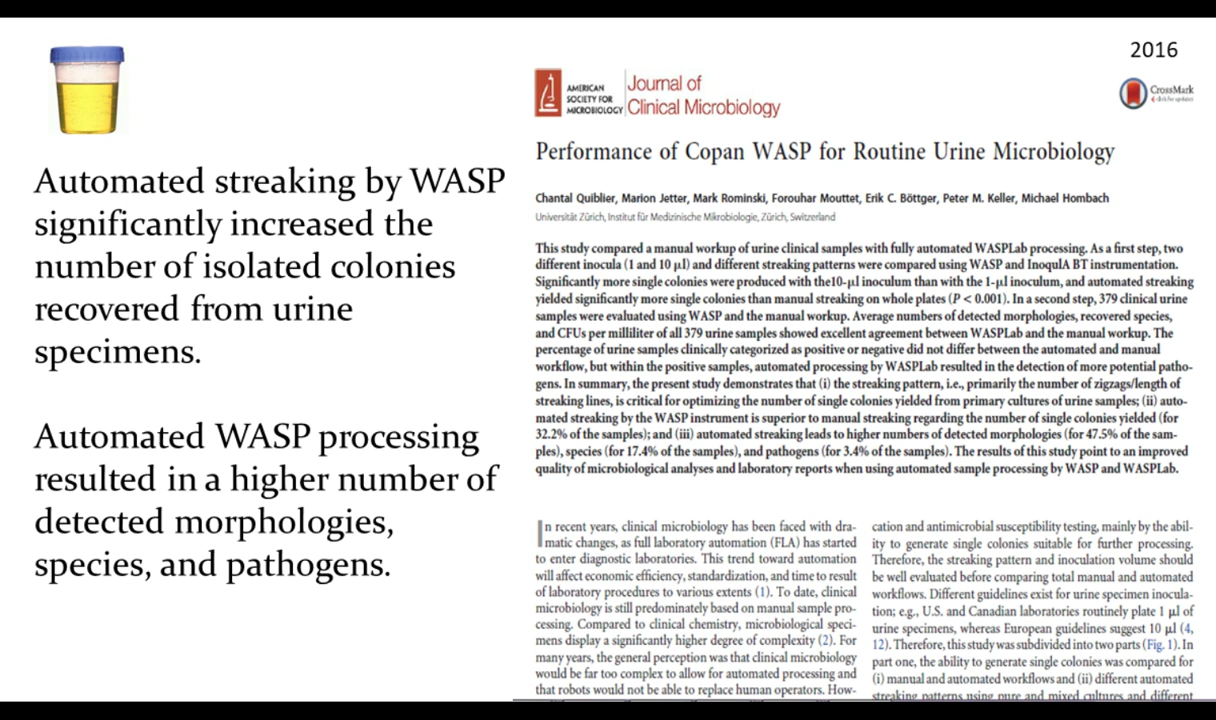 2016
Automated streaking by WASP
significantly increased the
number of isolated colonies
recovered from urine
specimens.
Automated WASP processing
resulted in a higher number of
detected morphologies,
species, and pathogens.
AMERICAN
SOCIETY FOR
MICROBIOLOGY
Journal of
Clinical Microbiology
CrossMark
click for updates
Performance of Copan WASP for Routine Urine Microbiology
Chantal Quiblier, Marion Jetter, Mark Rominski, Forouhar Mouttet, Erik C. Böttger, Peter M. Keller, Michael Hombach
Universität Zürich, Institut für Medizinische Mikrobiologie, Zürich, Switzerland
This study compared a manual workup of urine clinical samples with fully automated WASPLab processing. As a first step, two
different inocula (1 and 10 µl) and different streaking patterns were compared using WASP and InoqulA BT instrumentation.
Significantly more single colonies were produced with the10-µl inoculum than with the 1-µl inoculum, and automated streaking
yielded significantly more single colonies than manual streaking on whole plates (P < 0.001). In a second step, 379 clinical urine
samples were evaluated using WASP and the manual workup. Average numbers of detected morphologies, recovered species,
and CFUs per milliliter of all 379 urine samples showed excellent agreement between WASPLab and the manual workup. The
percentage of urine samples clinically categorized as positive or negative did not differ between the automated and manual
workflow, but within the positive samples, automated processing by WASPLab resulted in the detection of more potential patho-
gens. In summary, the present study demonstrates that (i) the streaking pattern, i.e., primarily the number of zigzags/length of
streaking lines, is critical for optimizing the number of single colonies yielded from primary cultures of urine samples; (ii) auto-
mated streaking by the WASP instrument is superior to manual streaking regarding the number of single colonies yielded (for
32.2% of the samples); and (iii) automated streaking leads to higher numbers of detected morphologies (for 47.5% of the sam-
ples), species (for 17.4% of the samples), and pathogens (for 3.4% of the samples). The results of this study point to an improved
quality of microbiological analyses and laboratory reports when using automated sample processing by WASP and WASPLab.
In recent years, clinical microbiology has been faced with dra-
matic changes, as full laboratory automation (FLA) has started
to enter diagnostic laboratories. This trend toward automation
will affect economic efficiency, standardization, and time to result
of laboratory procedures to various extents (1). To date, clinical
microbiology is still predominately based on manual sample pro-
cessing. Compared to clinical chemistry, microbiological speci-
mens display a significantly higher degree of complexity (2). For
many years, the general perception was that clinical microbiology
would be far too complex to allow for automated processing and
that robots would not be able to replace human operators. How-
cation and antimicrobial susceptibility testing, mainly by the abil-
ity to generate single colonies suitable for further processing.
Therefore, the streaking pattern and inoculation volume should
be well evaluated before comparing total manual and automated
workflows. Different guidelines exist for urine specimen inocula-
tion; e.g., U.S. and Canadian laboratories routinely plate 1 µl of
urine specimens, whereas European guidelines suggest 10 µl (4,
12). Therefore, this study was subdivided into two parts (Fig. 1). In
part one, the ability to generate single colonies was compared for
(i) manual and automated workflows and (ii) different automated
streaking patterns using pure and mixed cultures and different